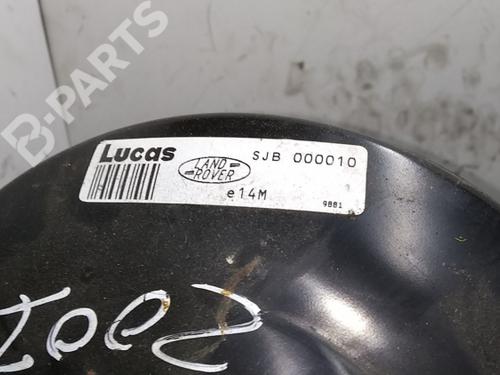 B-PARTS
Lucas
LAND
ROVER
SJB 000010
e14M
9881